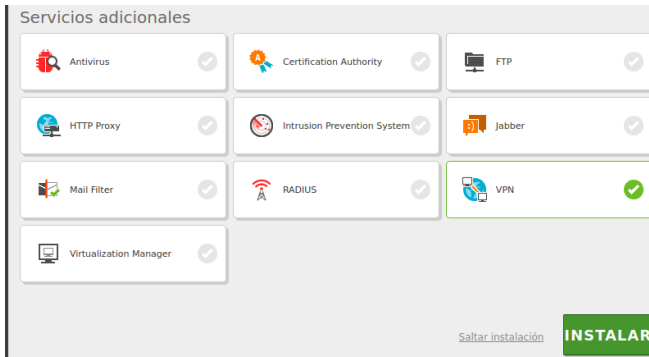 Servicios adicionales
Antivirus
Certification Authority
FTP
HTTP Proxy
Intrusion Prevention System
Jabber
Mail Filter
RADIUS
VPN
Virtualization Manager
Saltar instalación
INSTALAR